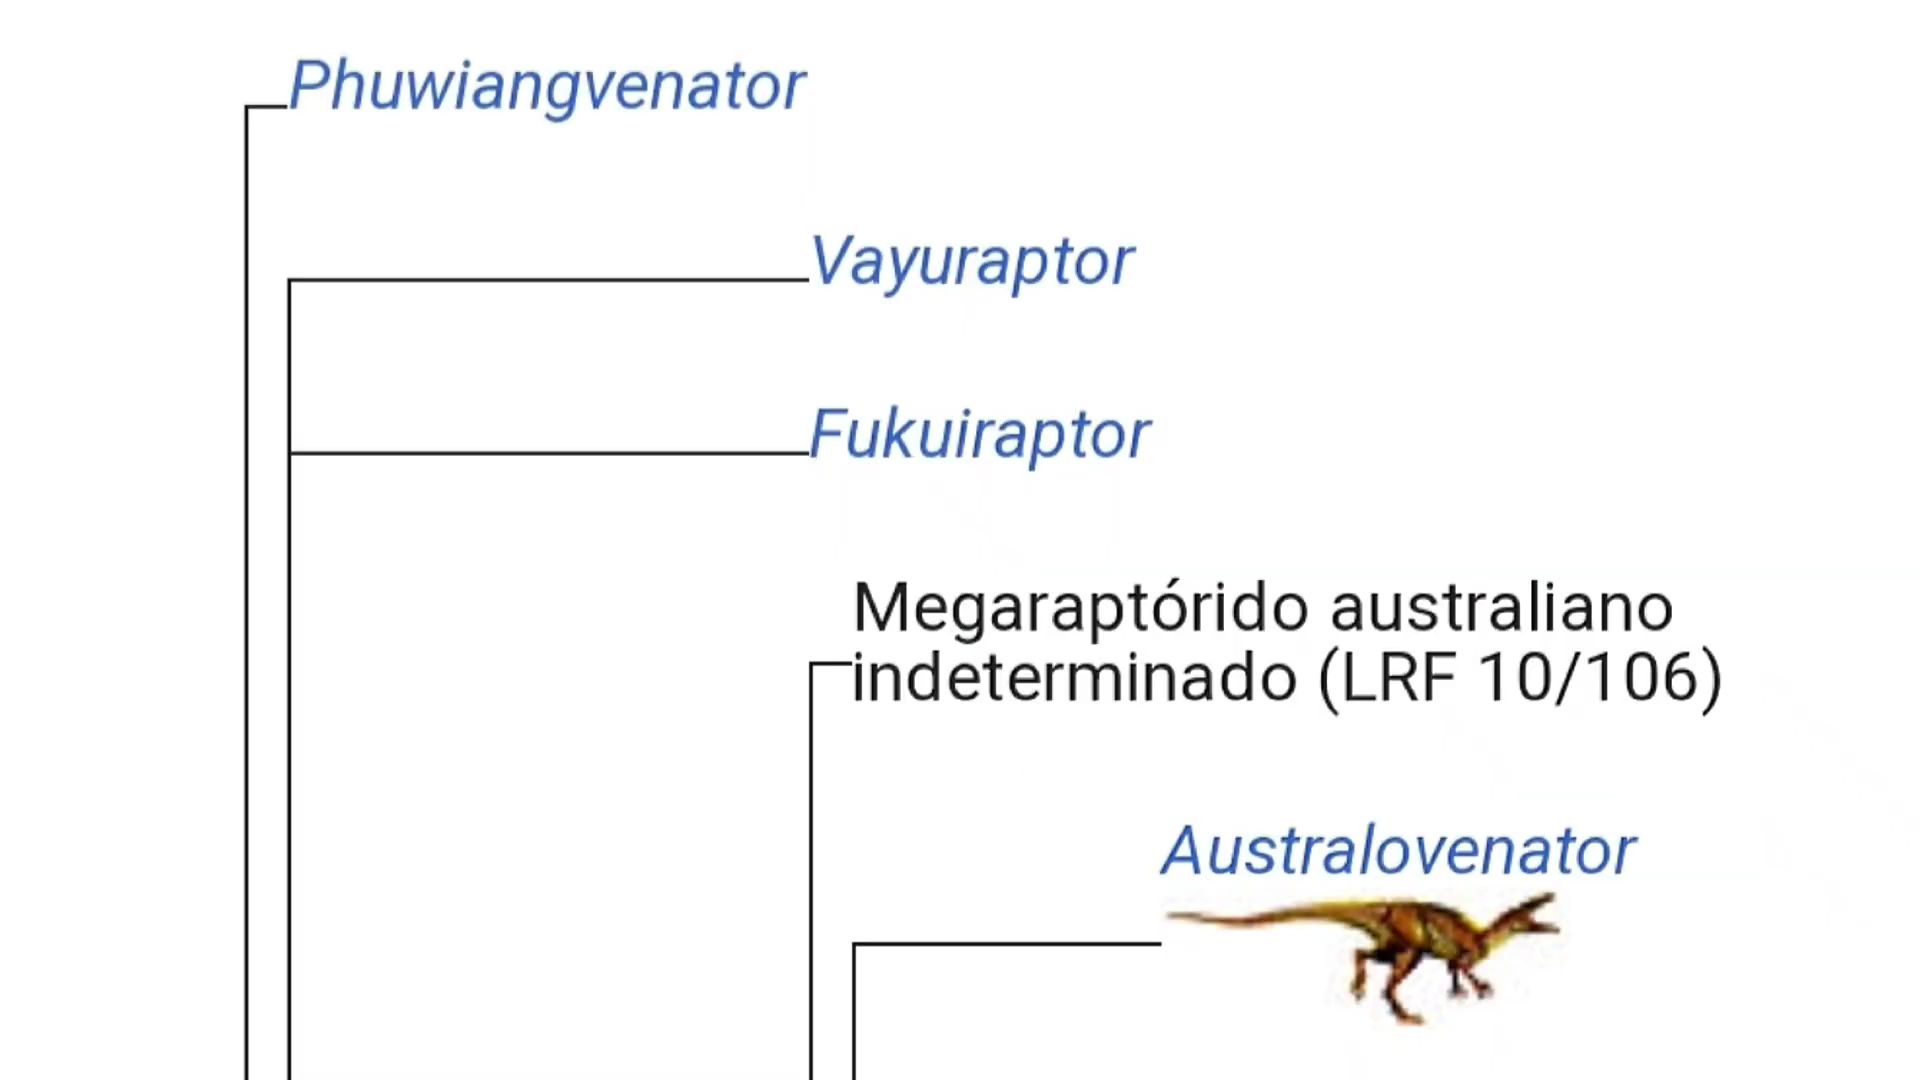 Phuwiangvenator
Vayuraptor
Fukuiraptor
Megaraptórido australiano
indeterminado (LRF 10/106)
Australovenator